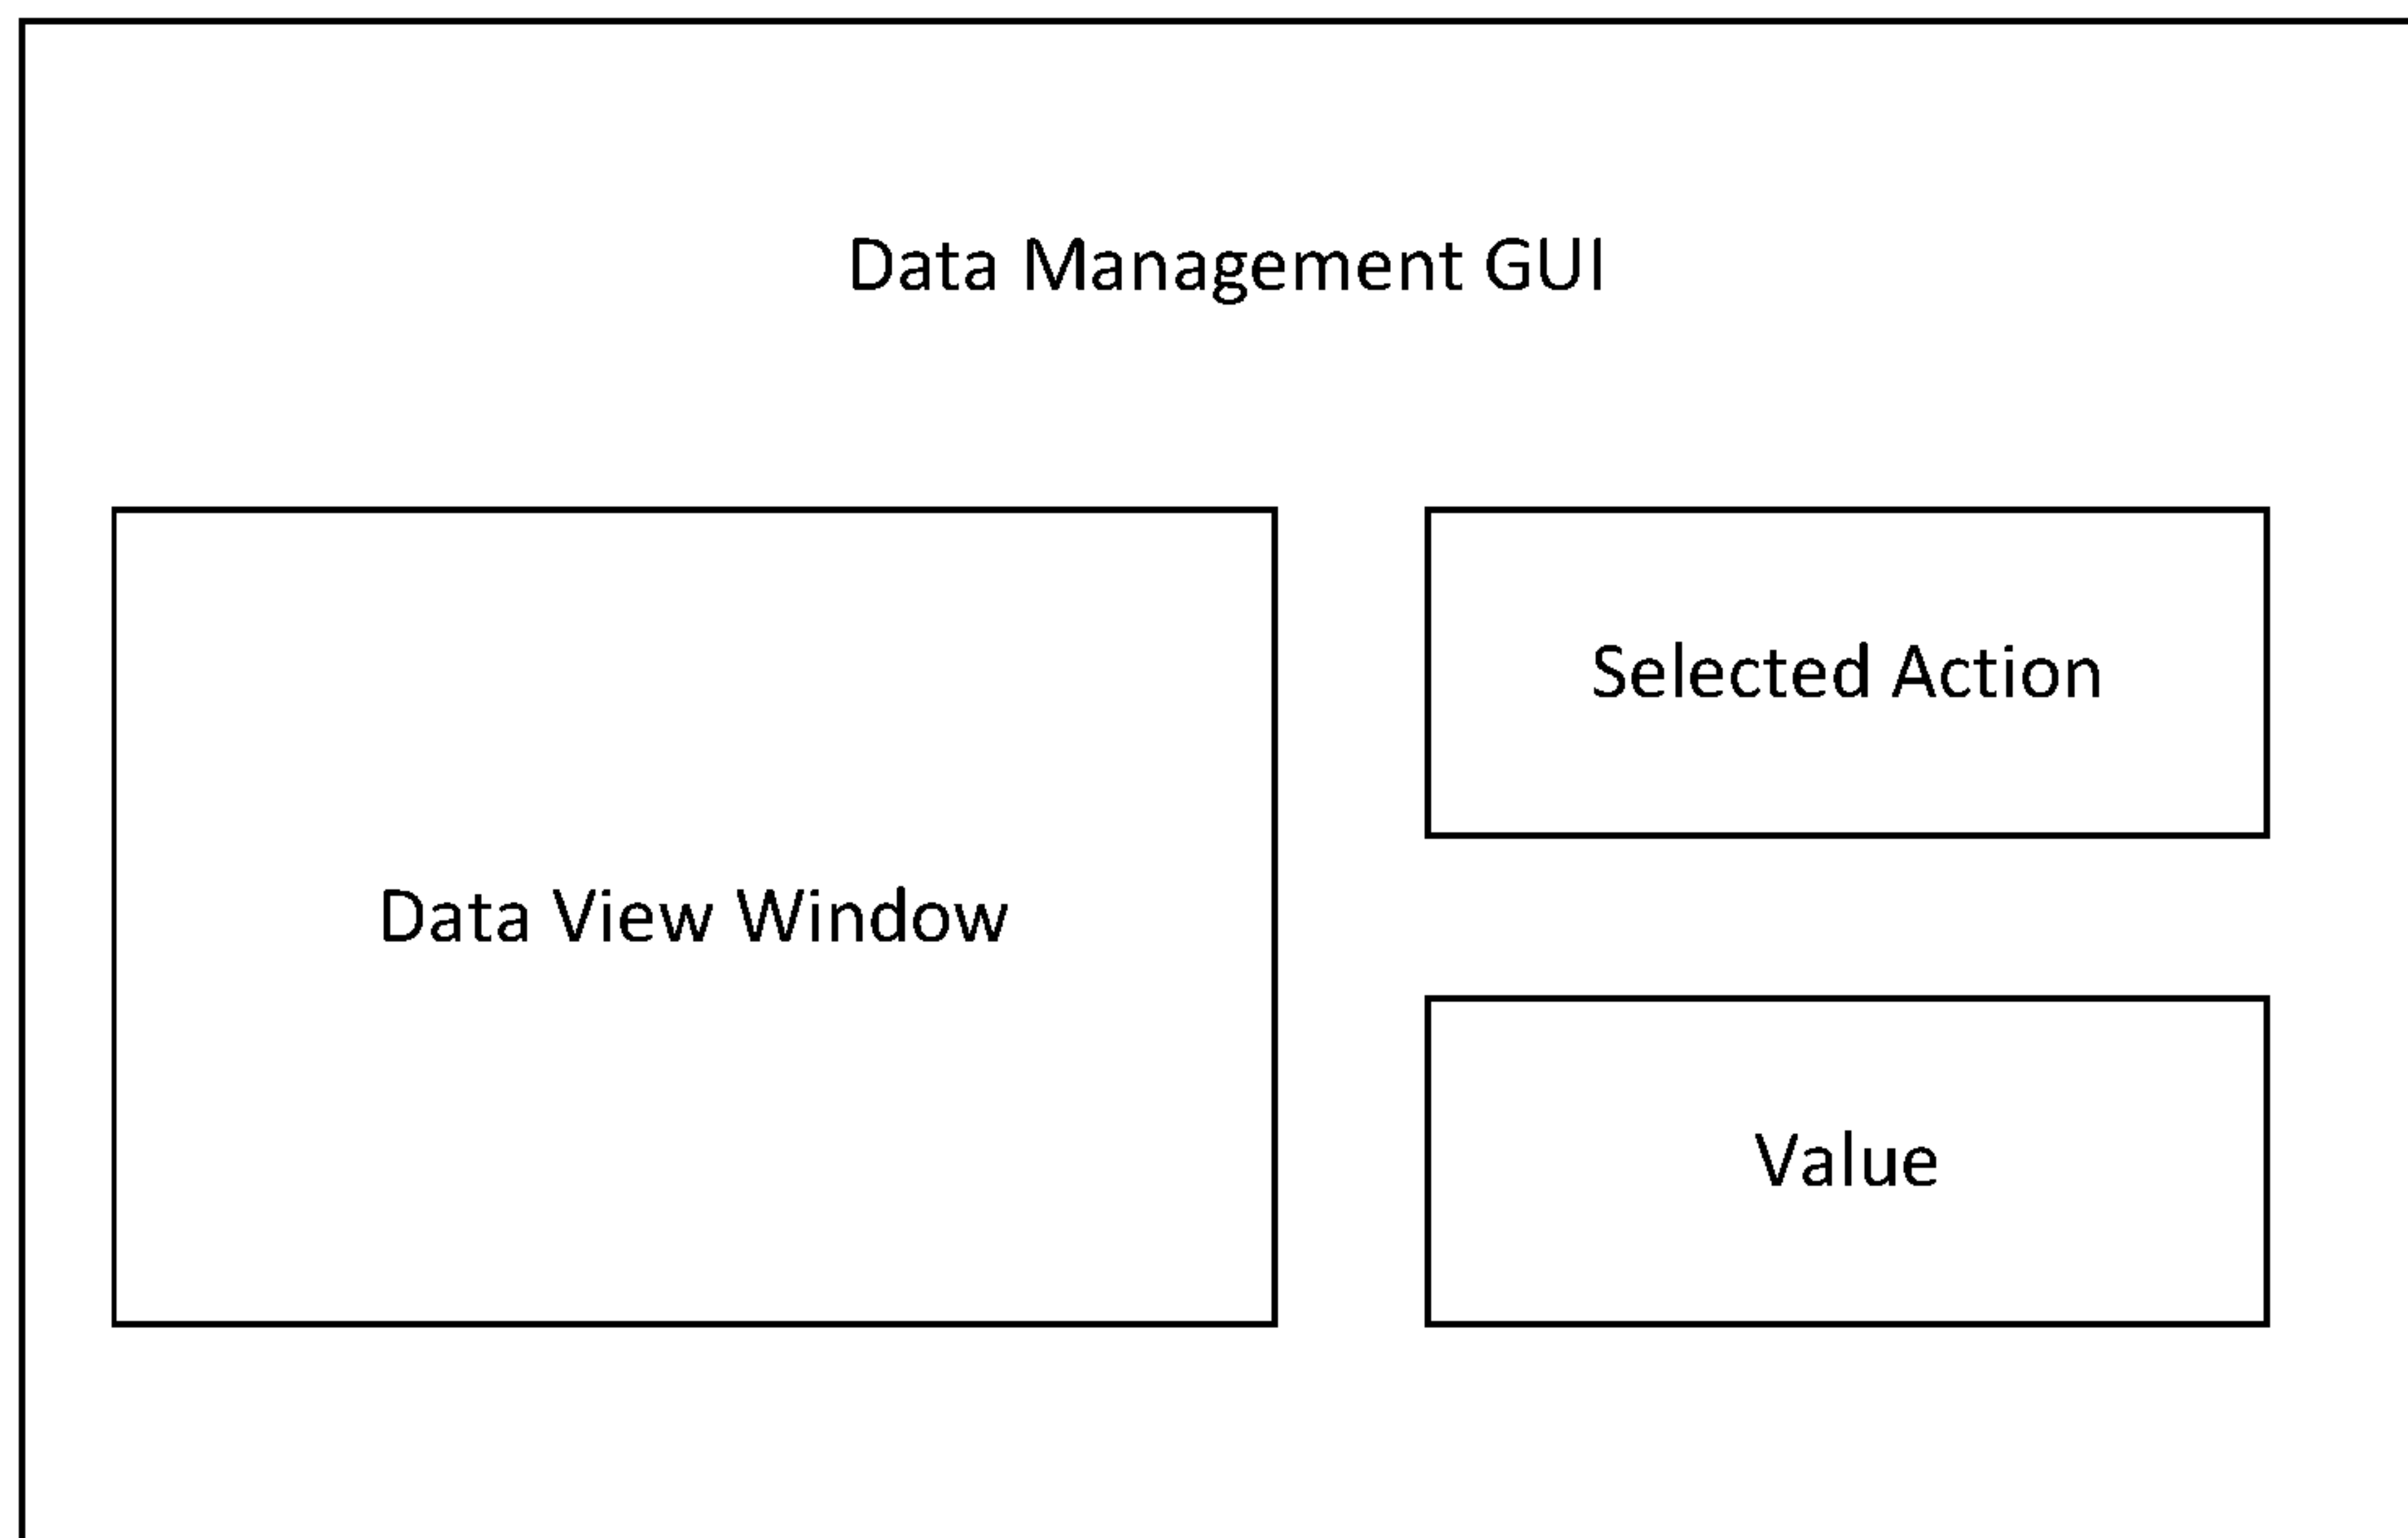 Data Management GUI
Data View Window
Selected Action
Value